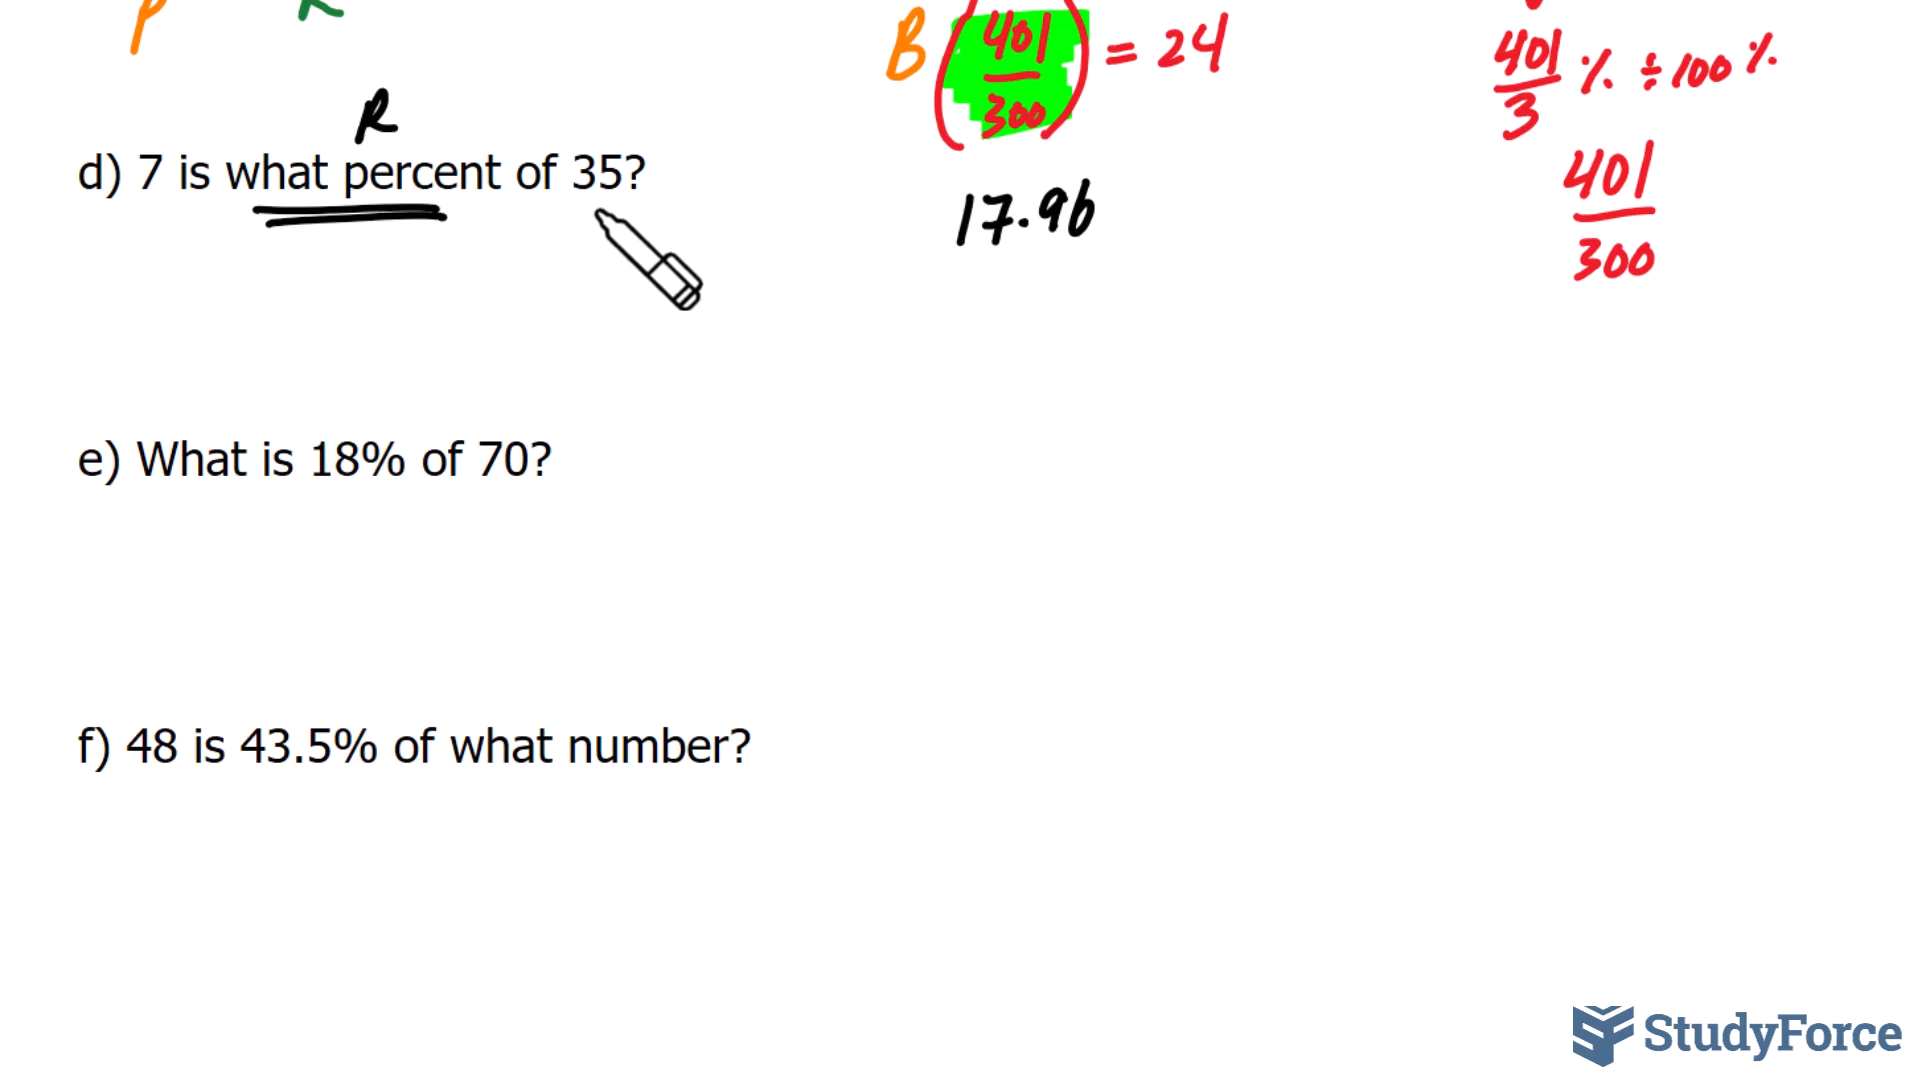 P R
R
d) 7 is what percent of 35?
e) What is 18% of 70?
f) 48 is 43.5% of what number?
B(401/300) = 24
17.96
401/3 % ÷ 100 %
401/300
StudyForce